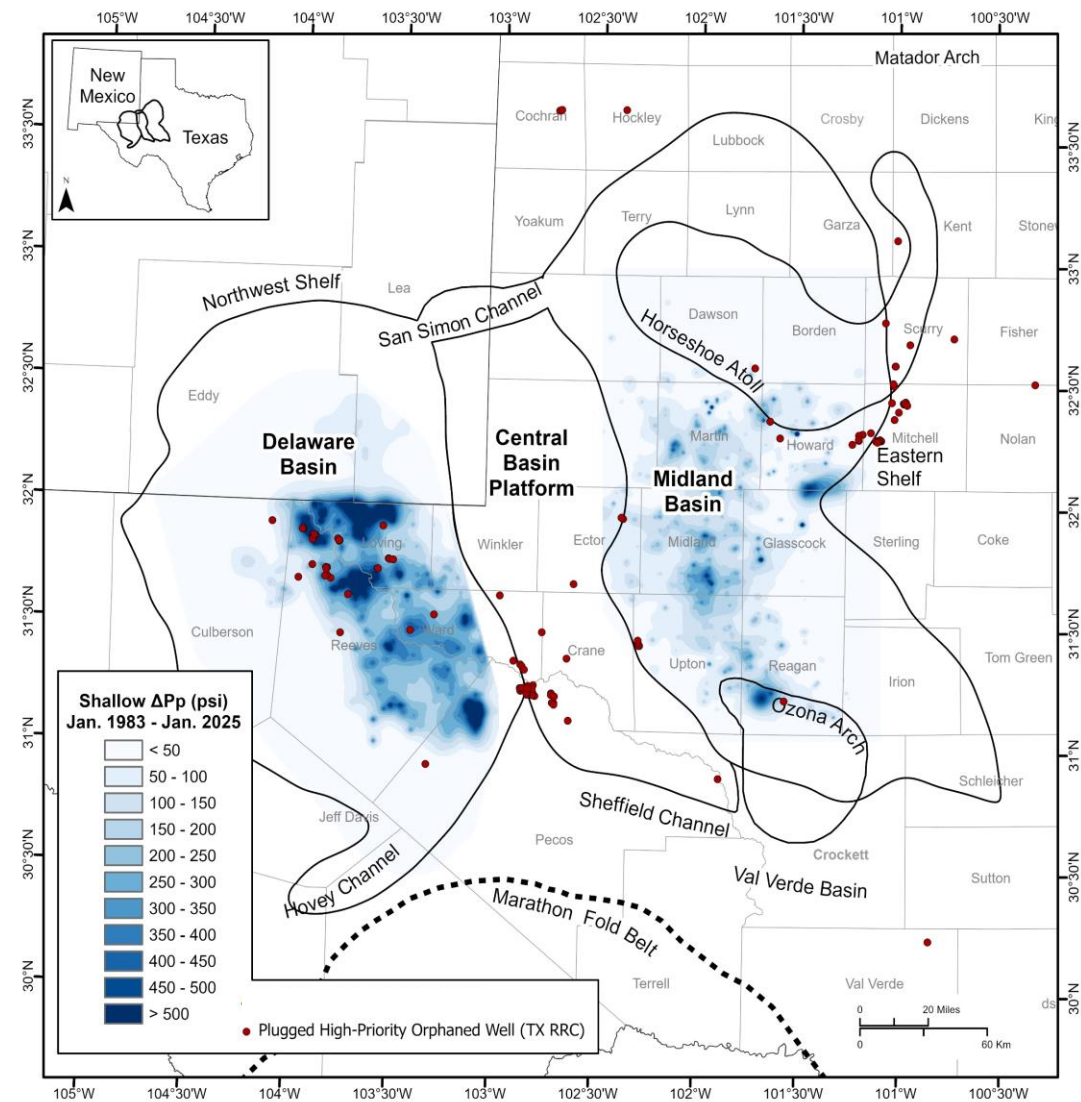 105°W 104°30'W 104°W 103°30'W 103°W 102°30'W 102°W 101°30'W 101°W 100°30'W
New
Mexico
Texas
N
Matador Arch
33°30'N
33°30'N
Cochran
Hockley
Crosby
Dickens
King
Lubbock
Yoakum
Terry
Lynn
Garza
Kent
Stonew
33°N
33°N
Northwest Shelf
Lea
San Simon Channel
Dawson
Borden
Scurry
Fisher
Horseshoe Atoll
32°30'N
32°30'N
Eddy
Delaware
Basin
Central
Basin
Platform
Martin
Howard
Mitchell
Nolan
Eastern
Shelf
Midland
Basin
32°N
32°N
Loving
Winkler
Ector
Midland
Glasscock
Sterling
Coke
31°30'N
31°30'N
Culberson
Reeves
Ward
Crane
Upton
Reagan
Irion
Tom Green
Ozona Arch
31°N
31°N
Shallow ΔPp (psi)
Jan. 1983 - Jan. 2025
< 50
50 - 100
100 - 150
150 - 200
200 - 250
250 - 300
300 - 350
350 - 400
400 - 450
450 - 500
> 500
Schleicher
Sheffield Channel
Jeff Davis
Pecos
Crockett
30°30'N
30°30'N
Hovey Channel
Val Verde Basin
Sutton
Marathon Fold Belt
Terrell
Val Verde
ds
30°N
30°N
Plugged High-Priority Orphaned Well (TX RRC)
0 20 Miles
0 60 Km
105°W 104°30'W 104°W 103°30'W 103°W 102°30'W 102°W 101°30'W 101°W 100°30'W